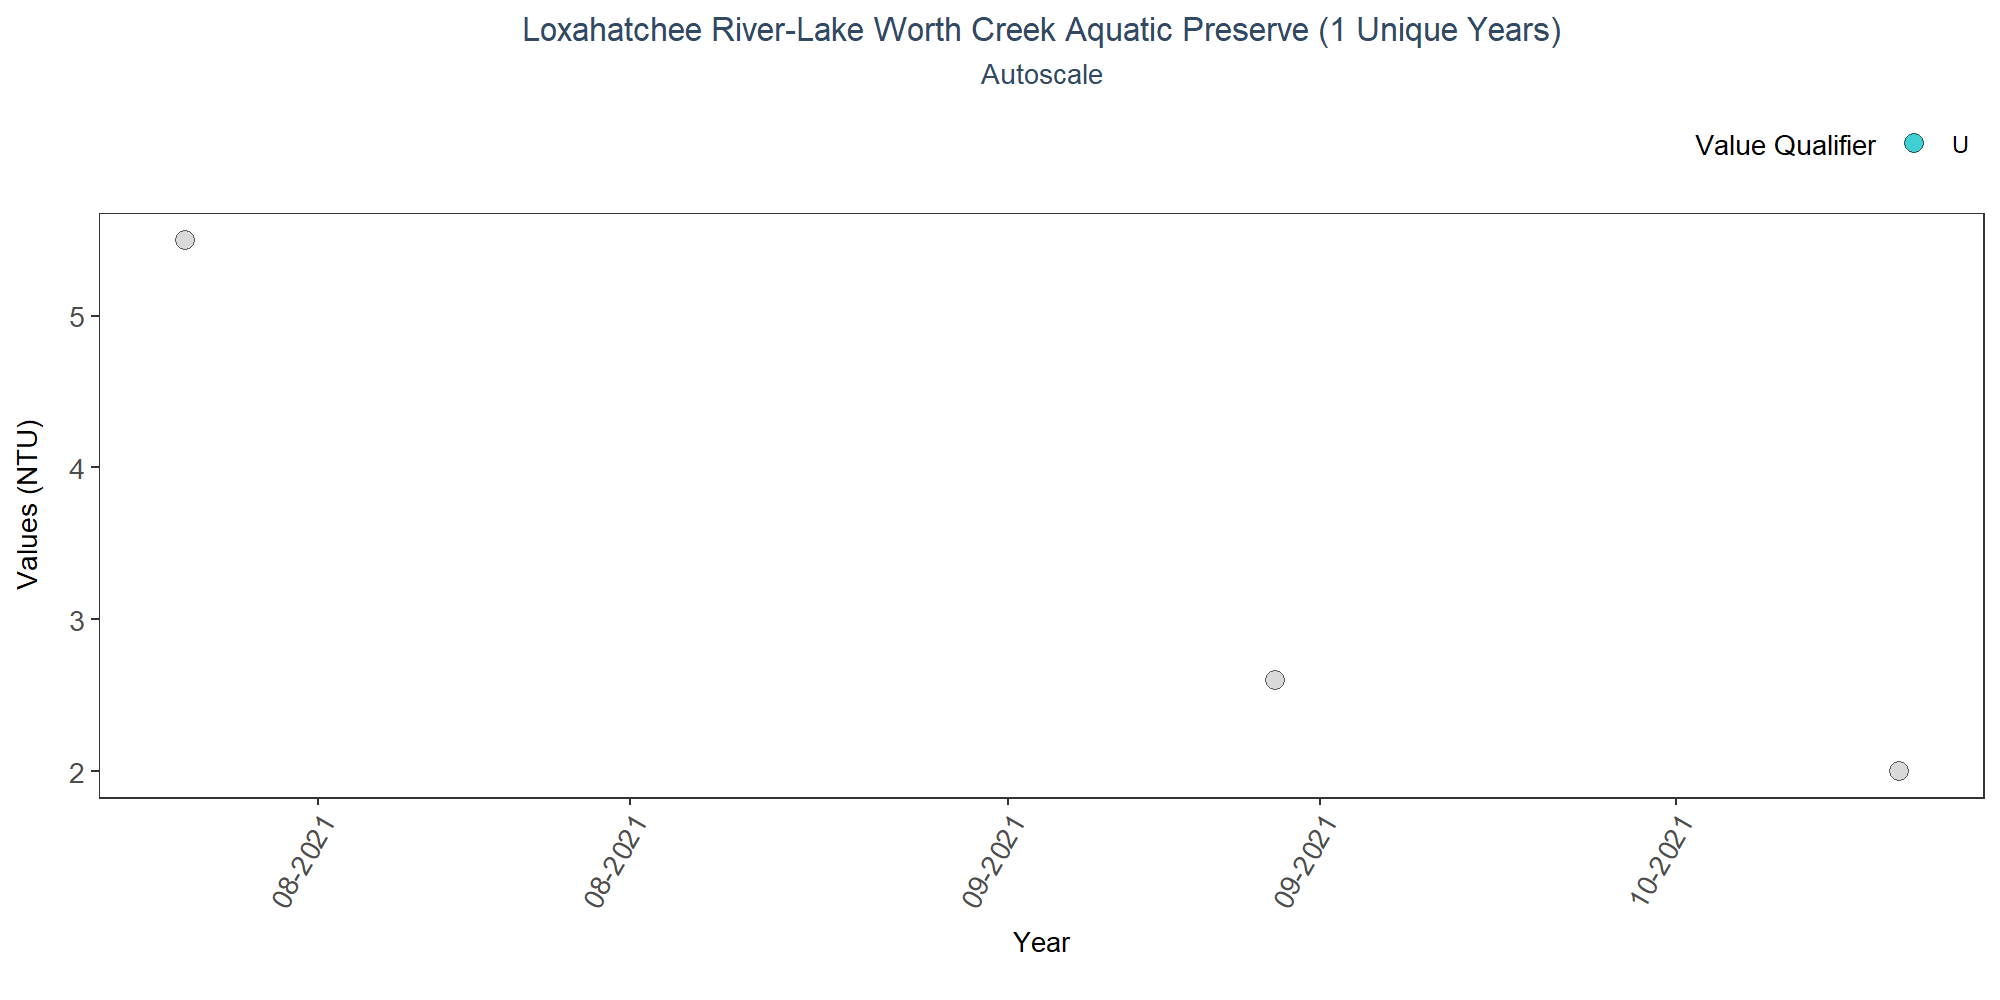 Loxahatchee River-Lake Worth Creek Aquatic Preserve (1 Unique Years)
Autoscale
Value Qualifier U
Values (NTU)
5
4
3
2
08-2021 08-2021 09-2021 09-2021 10-2021
Year